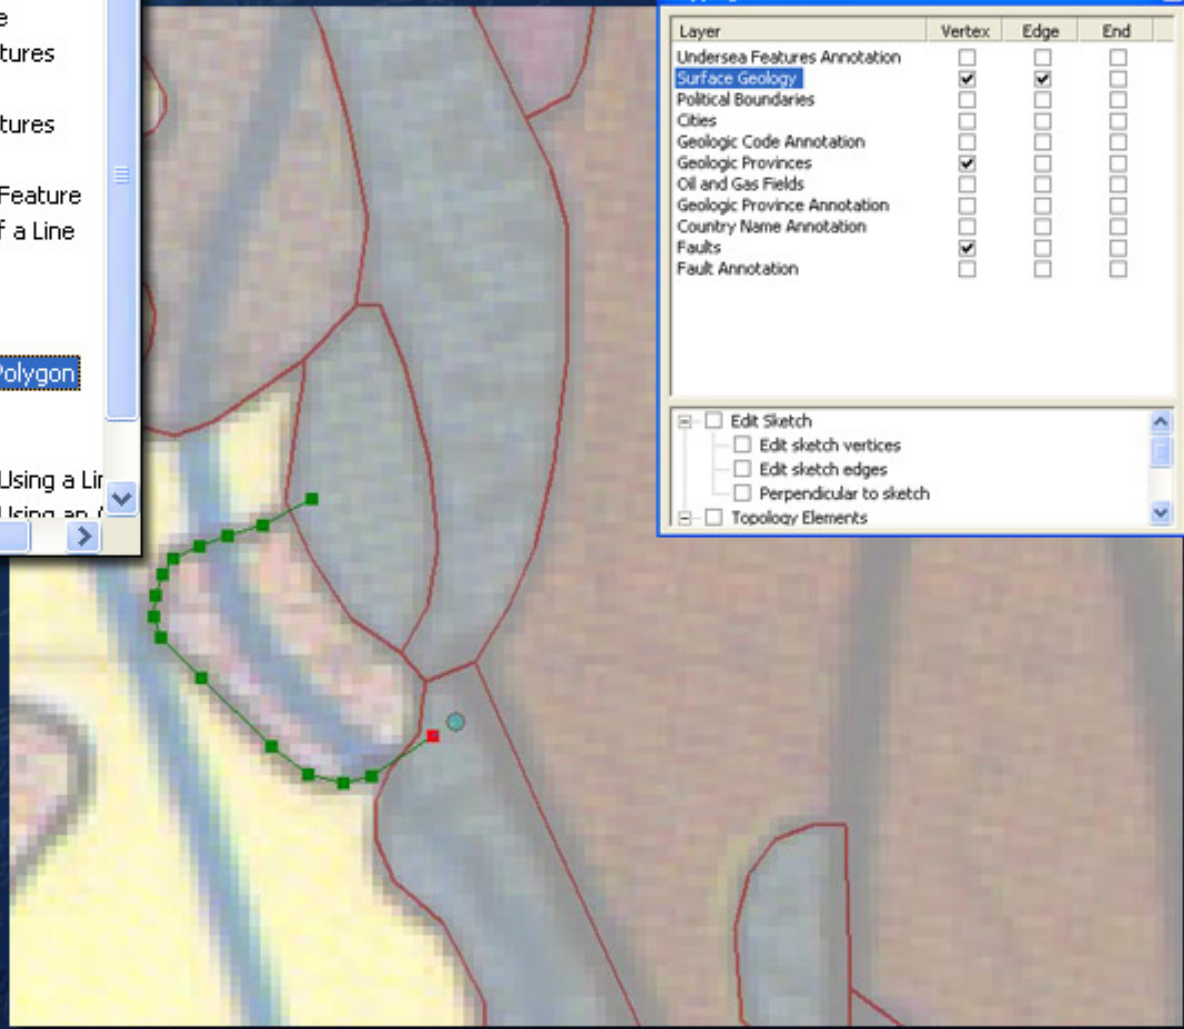 e
tures
tures
Feature
f a Line
Polygon
Using a Lin
Layer Vertex Edge End
Undersea Features Annotation
Surface Geology
Political Boundaries
Cities
Geologic Code Annotation
Geologic Provinces
Oil and Gas Fields
Geologic Province Annotation
Country Name Annotation
Faults
Fault Annotation
Edit Sketch
Edit sketch vertices
Edit sketch edges
Perpendicular to sketch
Topology Elements